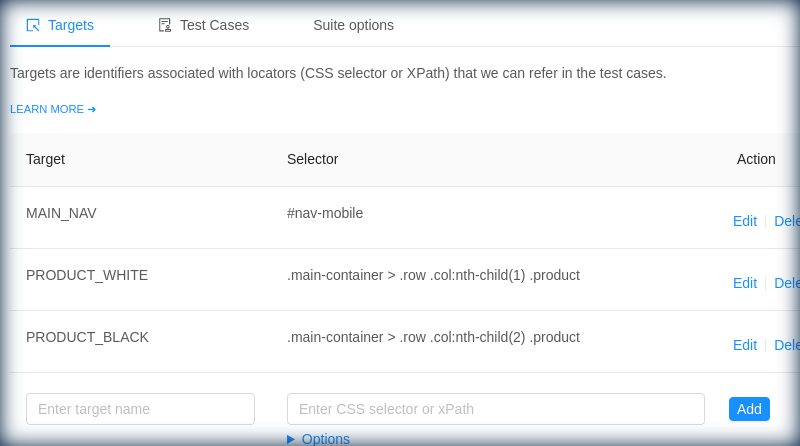 Targets Test Cases Suite options
Targets are identifiers associated with locators (CSS selector or XPath) that we can refer in the test cases.
LEARN MORE ➔
Target Selector Action
MAIN_NAV #nav-mobile Edit Dele
PRODUCT_WHITE .main-container > .row .col:nth-child(1) .product Edit Dele
PRODUCT_BLACK .main-container > .row .col:nth-child(2) .product Edit Dele
Enter target name Enter CSS selector or xPath Add
Options